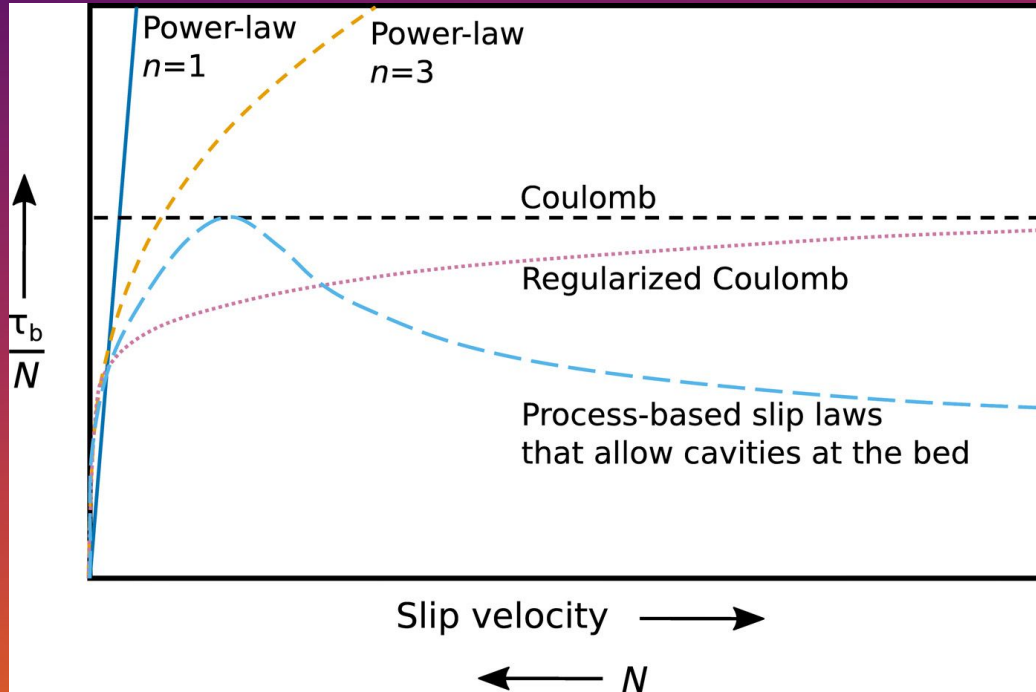 Power-law
n=1
Power-law
n=3
Coulomb
Regularized Coulomb
τb
N
Process-based slip laws
that allow cavities at the bed
Slip velocity
N